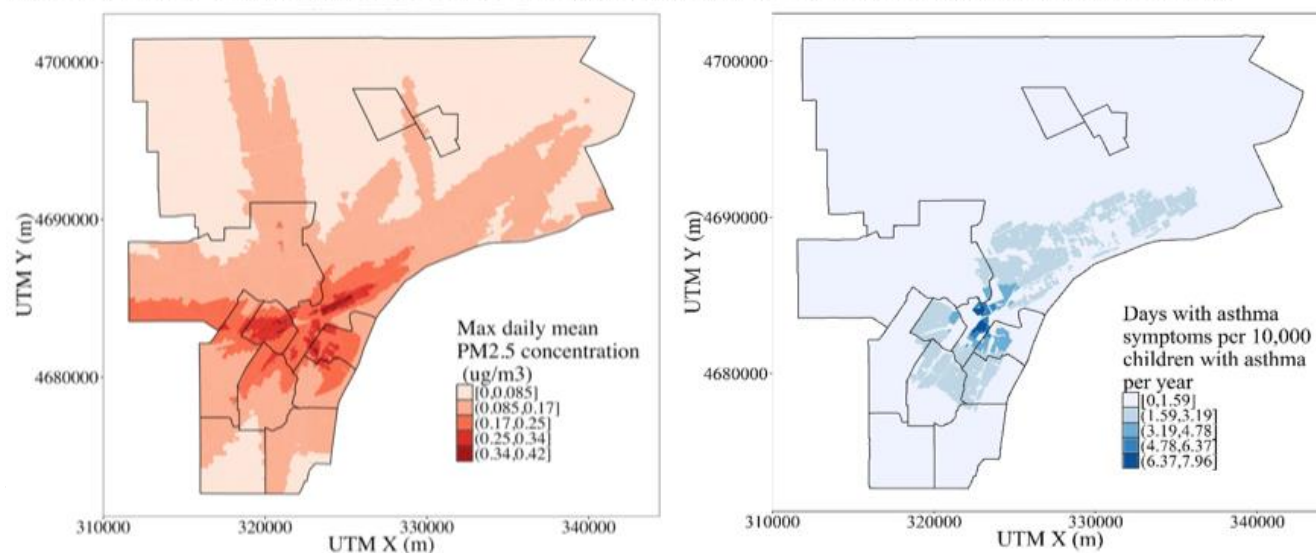 4700000
4690000
4680000
UTM Y (m)
Max daily mean
PM2.5 concentration
(ug/m3)
[0,0.085]
(0.085,0.17]
(0.17,0.25]
(0.25,0.34]
(0.34,0.42]
310000 320000 330000 340000
UTM X (m)
4700000
4690000
4680000
UTM Y (m)
Days with asthma
symptoms per 10,000
children with asthma
per year
[0,1.59]
(1.59,3.19]
(3.19,4.78]
(4.78,6.37]
(6.37,7.96]
310000 320000 330000 340000
UTM X (m)